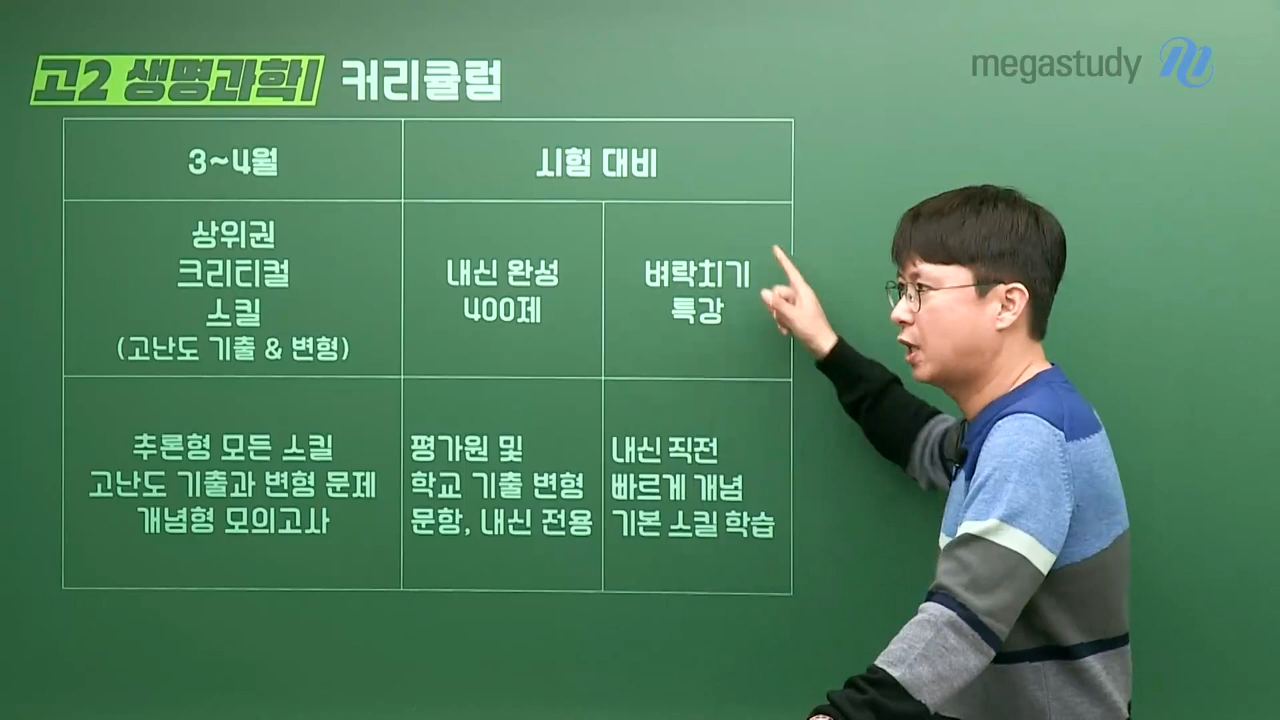 고2 생명과학I 커리큘럼
megastudy
3~4월
시험 대비
상위권
크리티컬
스킬
(고난도 기출 & 변형)
내신 완성
400제
벼락치기
특강
추론형 모든 스킬
고난도 기출과 변형 문제
개념형 모의고사
평가원 및
학교 기출 변형
문항, 내신 전용
내신 직전
빠르게 개념
기본 스킬 학습